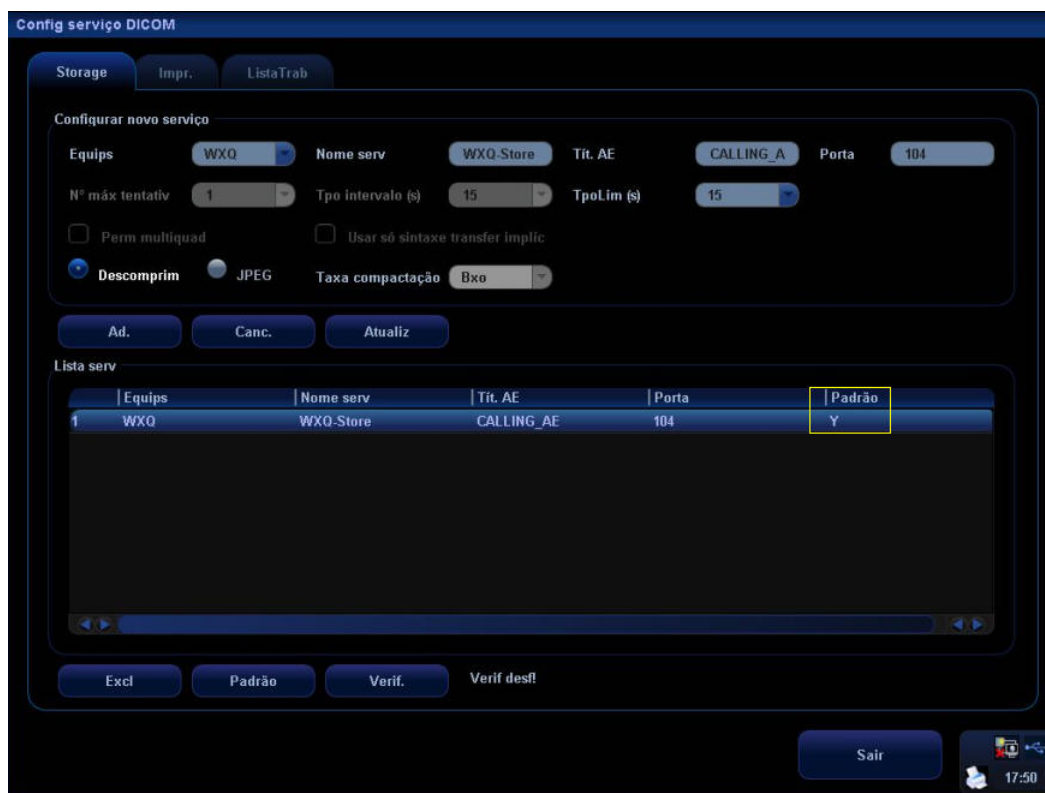 Config serviço DICOM
Storage Impr. ListaTrab
Configurar novo serviço
Equips WXQ Nome serv WXQ-Store Tít. AE CALLING_A Porta 104
Nº máx tentativ 1 Tpo intervalo (s) 15 TpoLim (s) 15
Perm multiquad Usar só sintaxe transfer implíc
Descomprim JPEG Taxa compactação Bxo
Ad. Canc. Atualiz
Lista serv
Equips Nome serv Tít. AE Porta Padrão
1 WXQ WXQ-Store CALLING_AE 104 Y
Excl Padrão Verif. Verif desf!
Sair
17:50